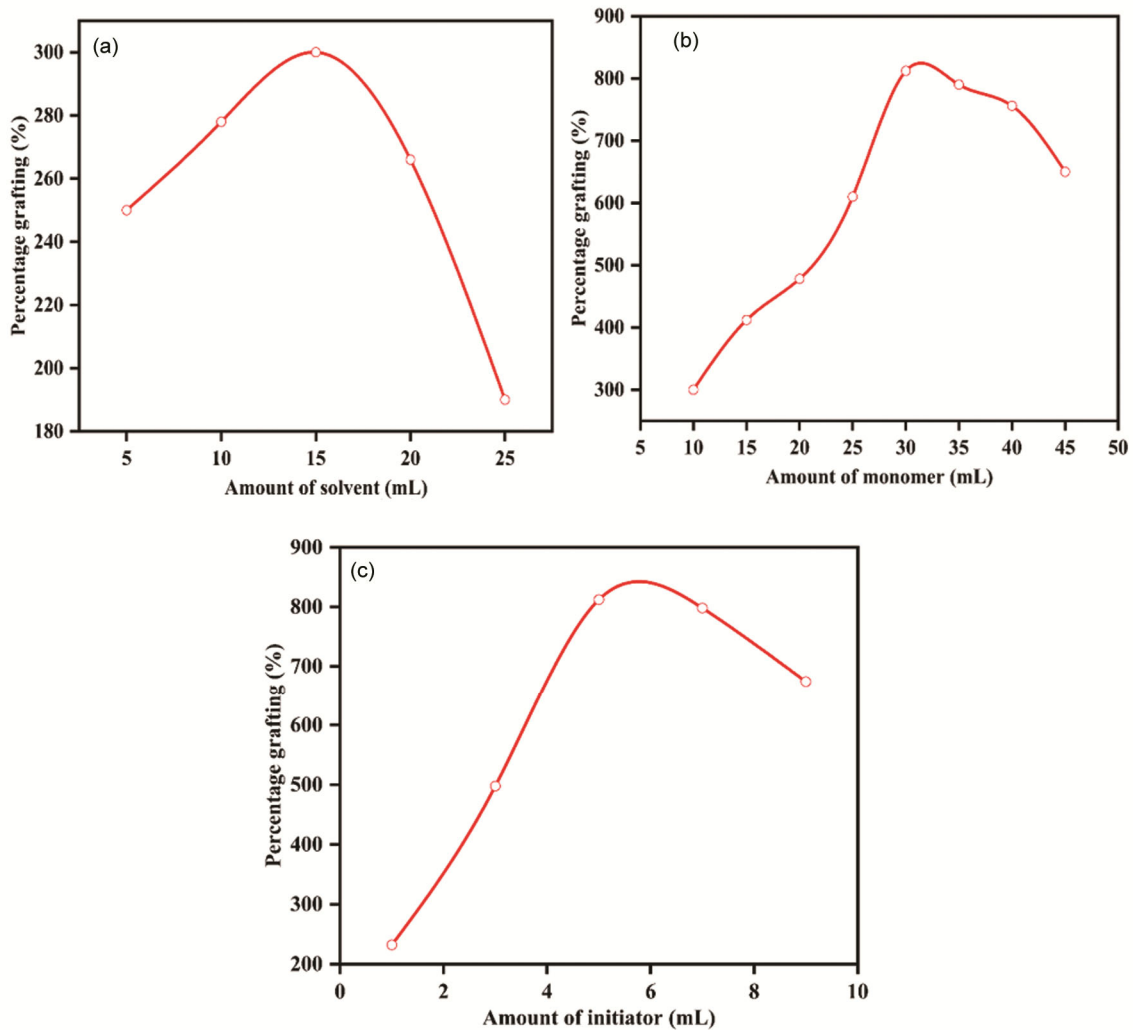 (a)
Percentage grafting (%)
300
280
260
240
220
200
180
5 10 15 20 25
Amount of solvent (mL)
(b)
Percentage grafting (%)
900
800
700
600
500
400
300
5 10 15 20 25 30 35 40 45 50
Amount of monomer (mL)
(c)
Percentage grafting (%)
900
800
700
600
500
400
300
200
0 2 4 6 8 10
Amount of initiator (mL)